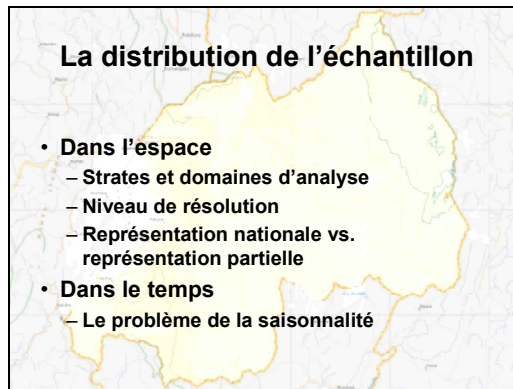 La distribution de l’échantillon
• Dans l’espace
– Strates et domaines d’analyse
– Niveau de résolution
– Représentation nationale vs.
représentation partielle
• Dans le temps
– Le problème de la saisonnalité